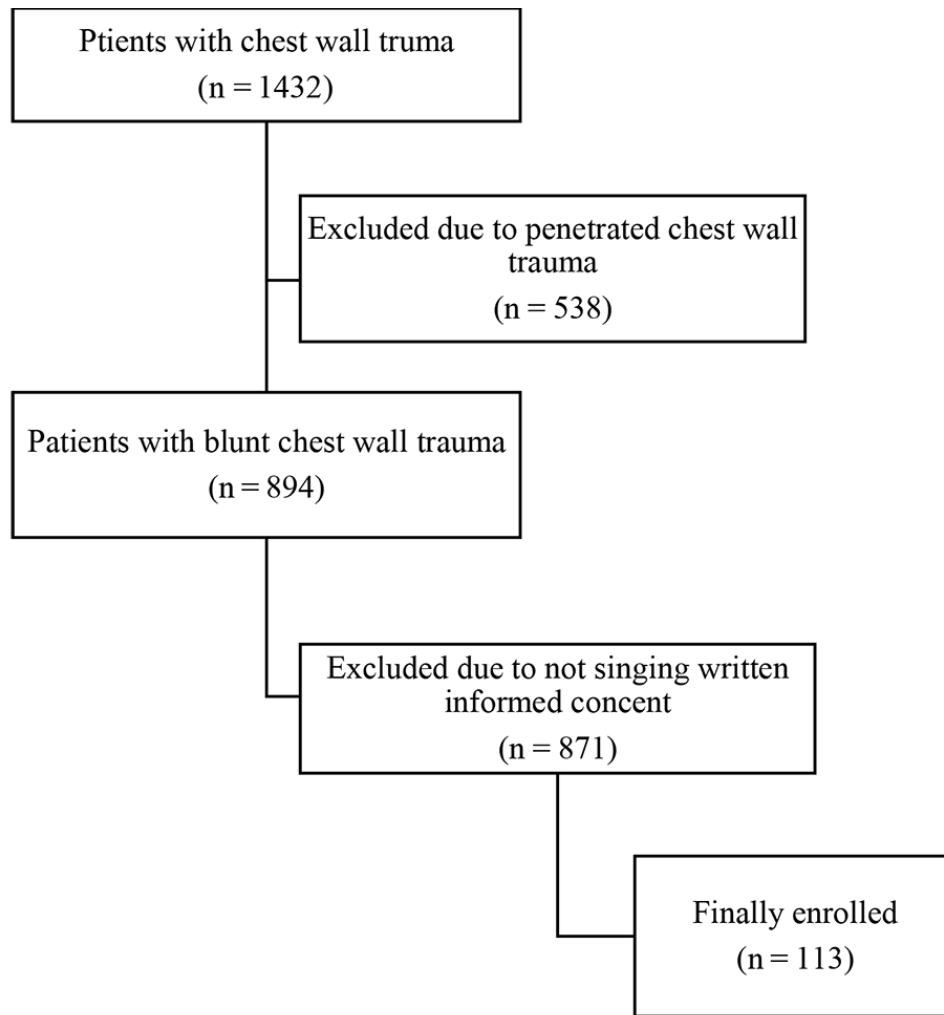 Ptients with chest wall truma
(n = 1432)
Excluded due to penetrated chest wall
trauma
(n = 538)
Patients with blunt chest wall trauma
(n = 894)
Excluded due to not singing written
informed concent
(n = 871)
Finally enrolled
(n = 113)